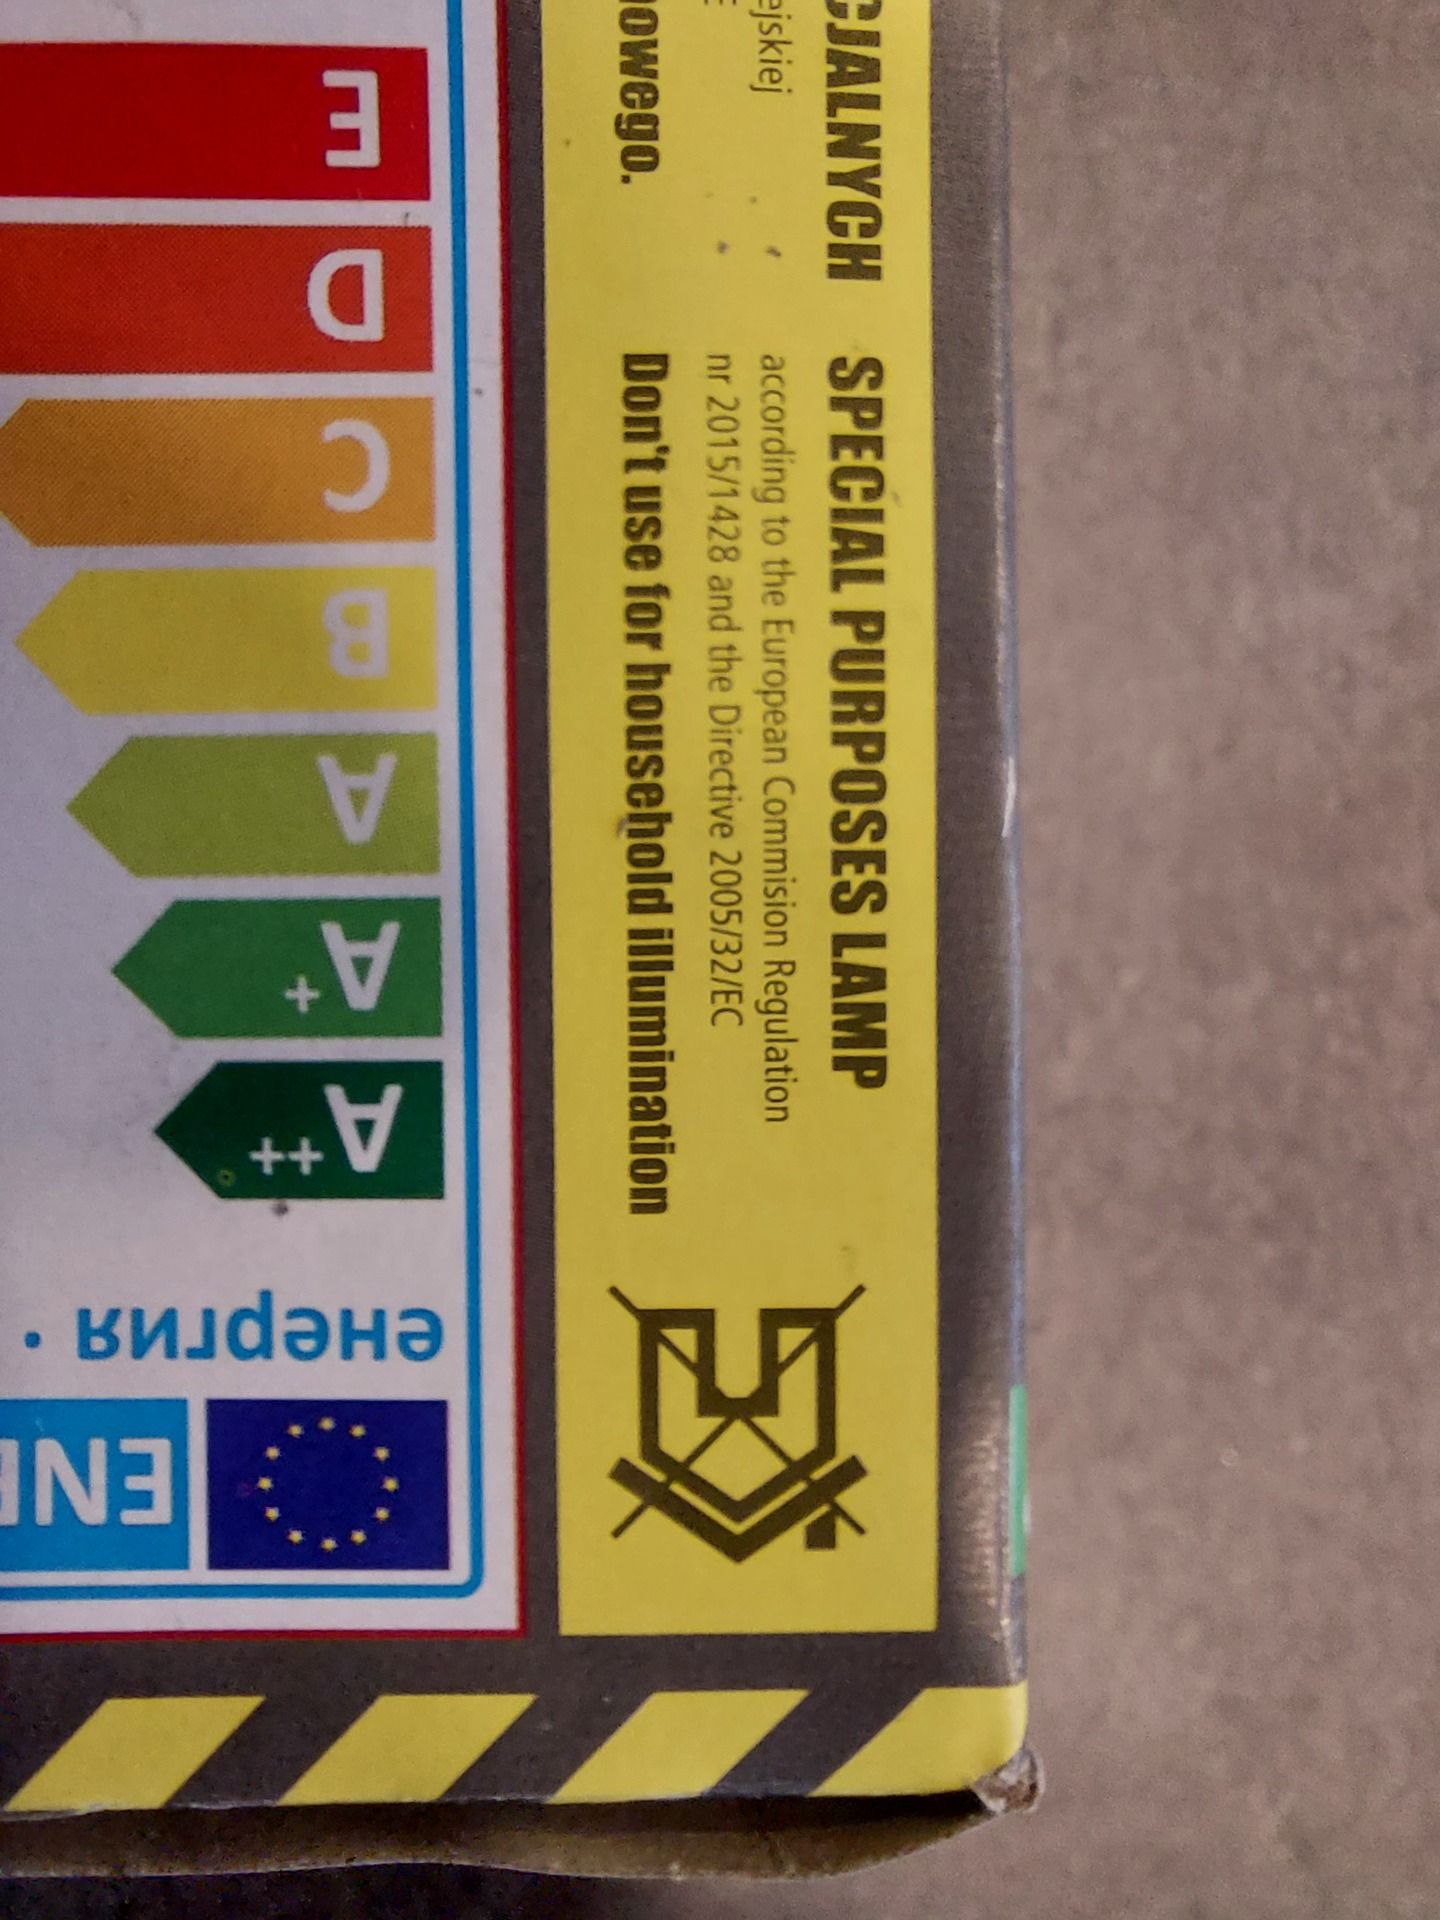 CJALNYCH
ejskiej
E
nowego.
SPECIAL PURPOSES LAMP
according to the European Commision Regulation
nr 2015/1428 and the Directive 2005/32/EC
Don't use for household illumination
ENE
енергия ·
A++
A+
A
B
C
D
E